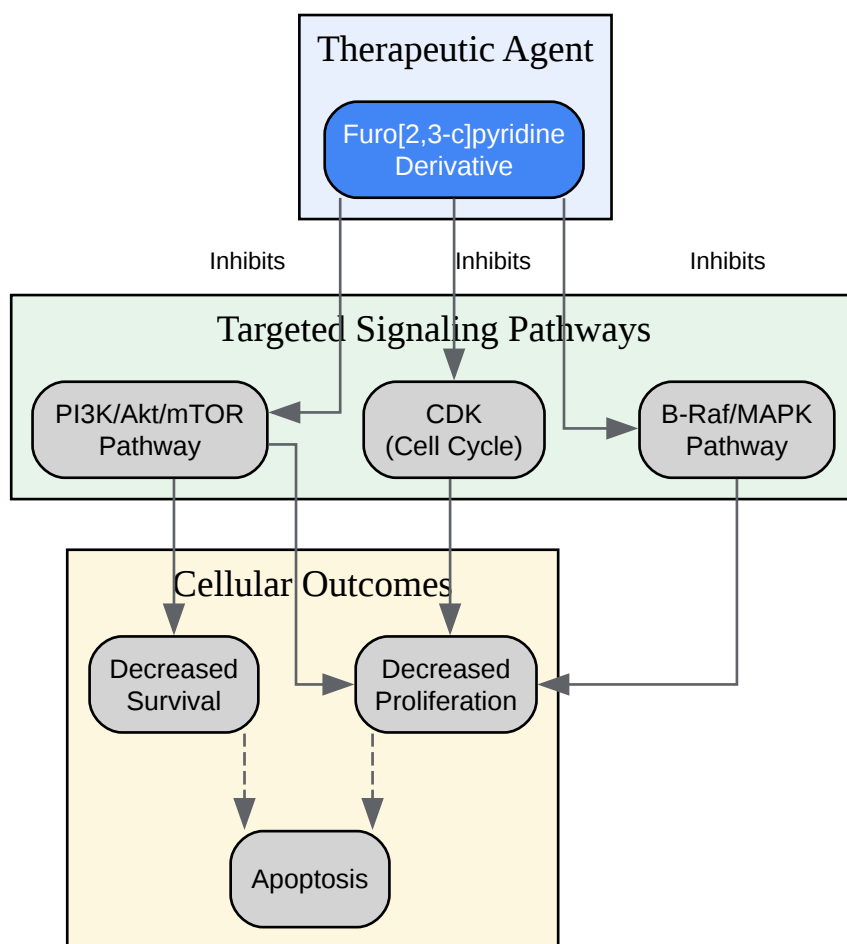 Therapeutic Agent
Furo[2,3-c]pyridine
Derivative
Inhibits
Inhibits
Inhibits
Targeted Signaling Pathways
PI3K/Akt/mTOR
Pathway
CDK
(Cell Cycle)
B-Raf/MAPK
Pathway
Cellular Outcomes
Decreased
Survival
Decreased
Proliferation
Apoptosis